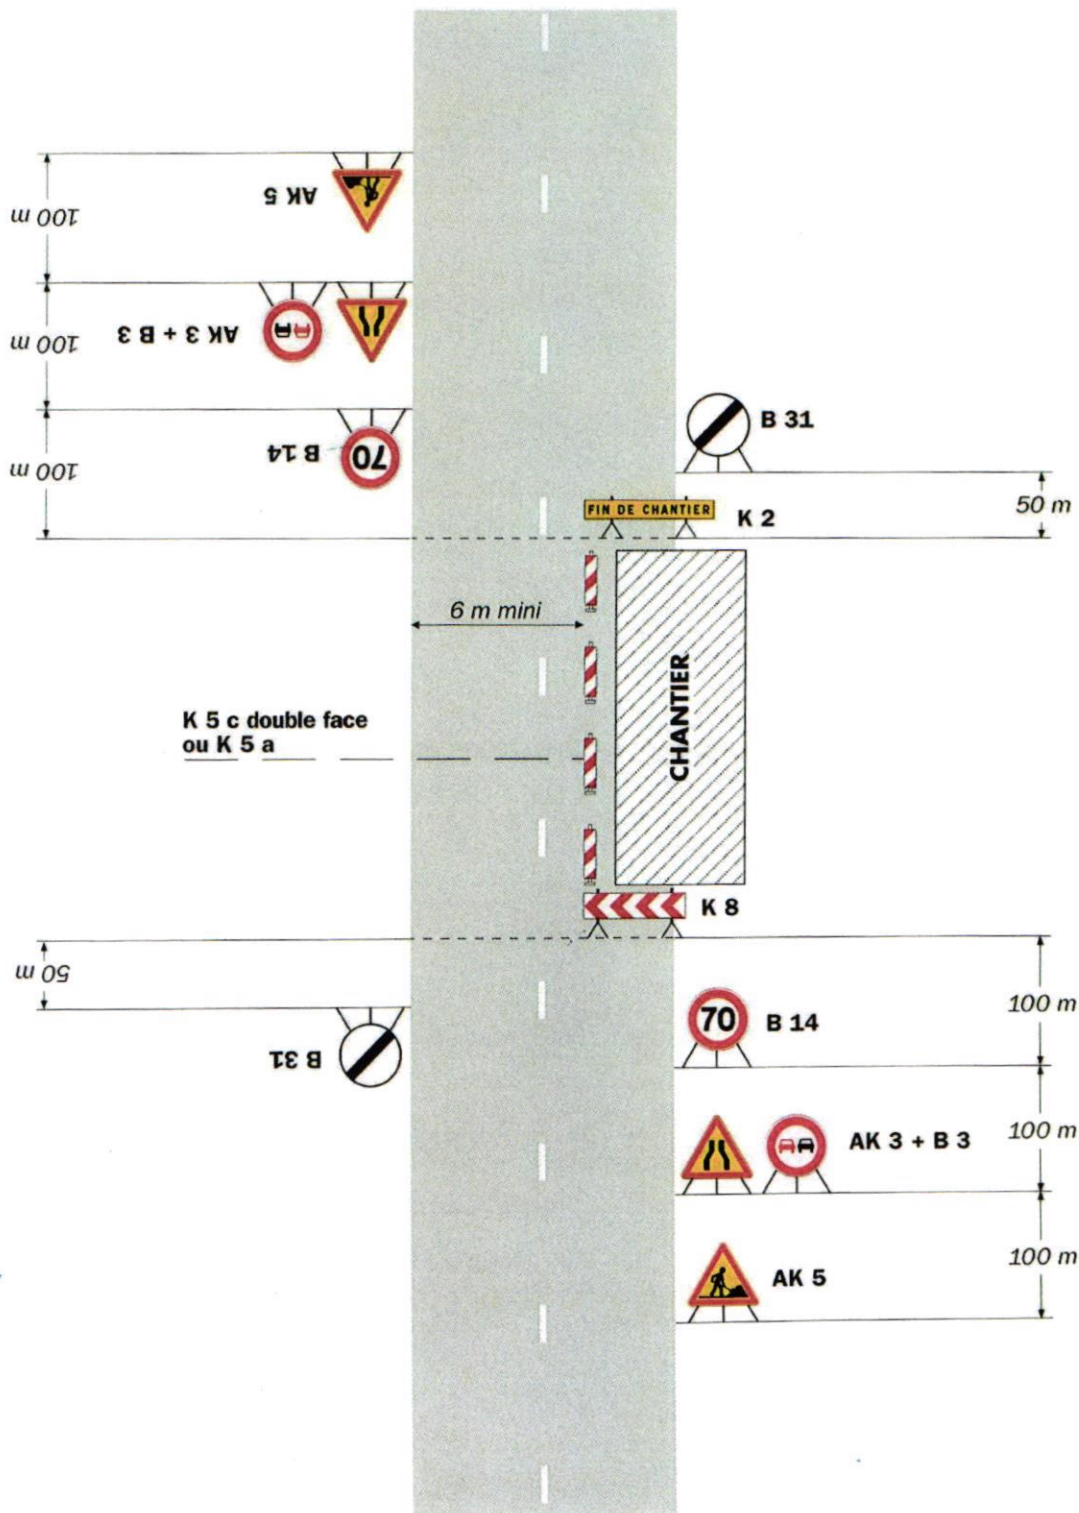 AK 5
100 m
AK 3 + B 3
100 m
B 14
70
100 m
B 31
50 m
FIN DE CHANTIER
K 2
6 m mini
CHANTIER
K 5 c double face
ou K 5 a
K 8
50 m
B 31
70
B 14
100 m
AK 3 + B 3
100 m
AK 5
100 m